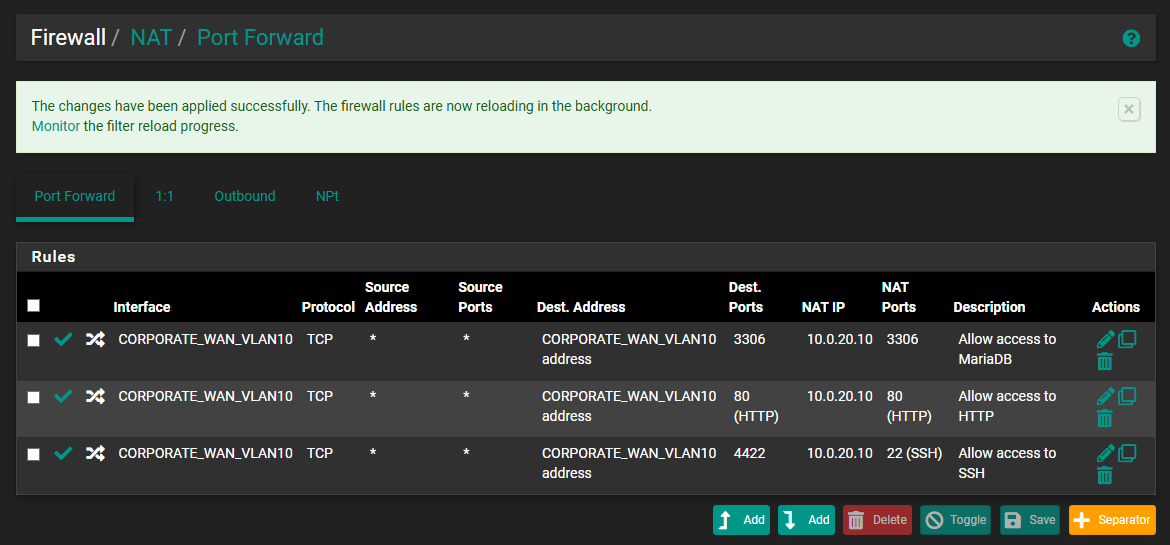 Firewall / NAT / Port Forward
The changes have been applied successfully. The firewall rules are now reloading in the background.
Monitor the filter reload progress.
Port Forward 1:1 Outbound NPt
Rules
Interface Protocol Source Address Source Ports Dest. Address Dest. Ports NAT IP NAT Ports Description Actions
CORPORATE_WAN_VLAN10 TCP * * CORPORATE_WAN_VLAN10 address 3306 10.0.20.10 3306 Allow access to MariaDB
CORPORATE_WAN_VLAN10 TCP * * CORPORATE_WAN_VLAN10 address 80 (HTTP) 10.0.20.10 80 (HTTP) Allow access to HTTP
CORPORATE_WAN_VLAN10 TCP * * CORPORATE_WAN_VLAN10 address 4422 10.0.20.10 22 (SSH) Allow access to SSH
Add Add Delete Toggle Save Separator